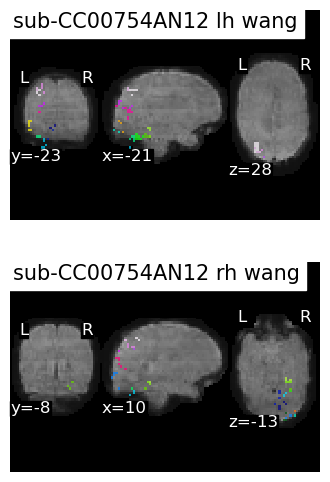 sub-CC00754AN12 lh wang
L R L R
y=-23 x=-21 z=28
sub-CC00754AN12 rh wang
L R L R
y=-8 x=10 z=-13